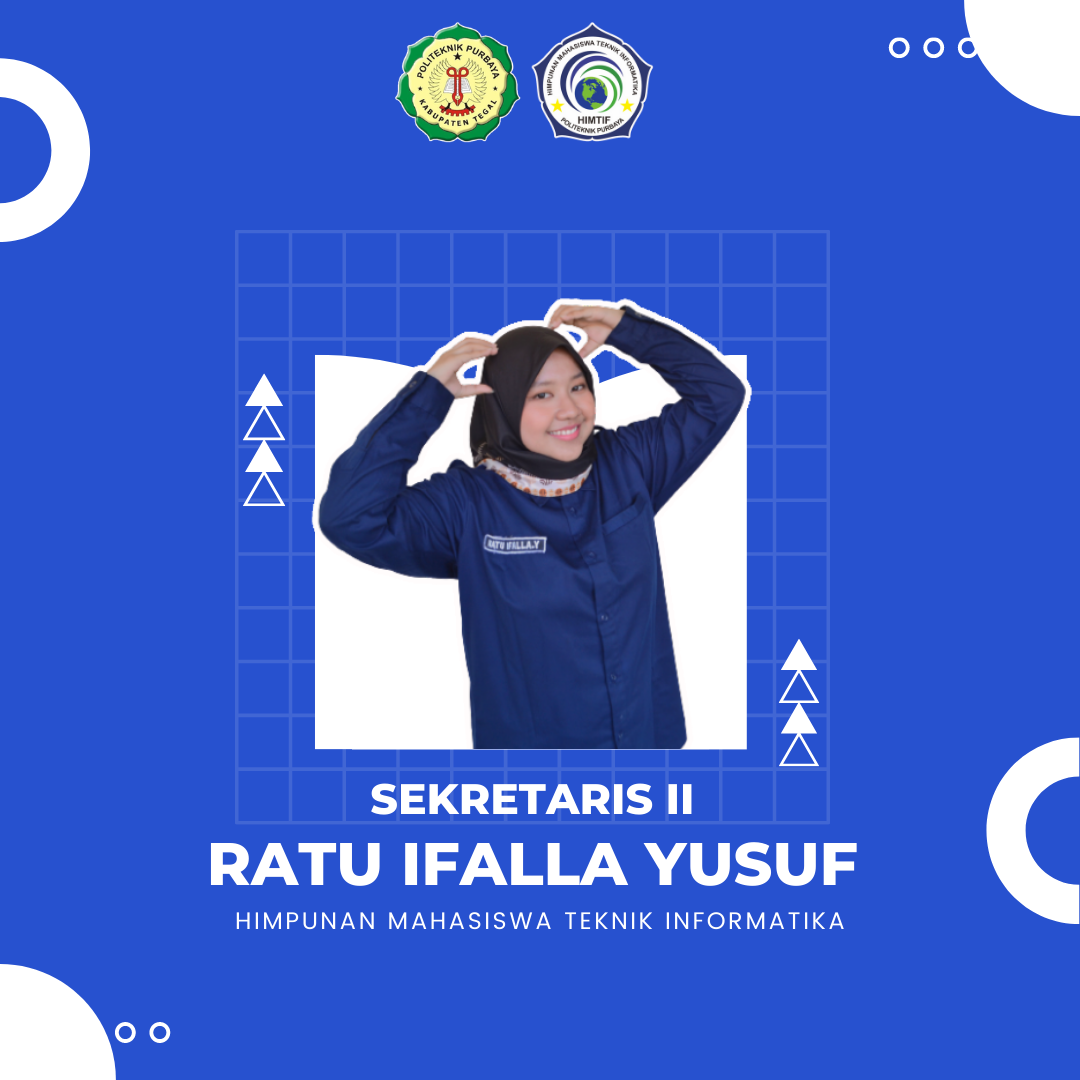 POLITEKNIK PURBAYA
KABUPATEN TEGAL
HIMPUNAN MAHASISWA TEKNIK INFORMATIKA
HIMTIF
POLITEKNIK PURBAYA
RATU IFALLA.Y
SEKRETARIS II
RATU IFALLA YUSUF
HIMPUNAN MAHASISWA TEKNIK INFORMATIKA